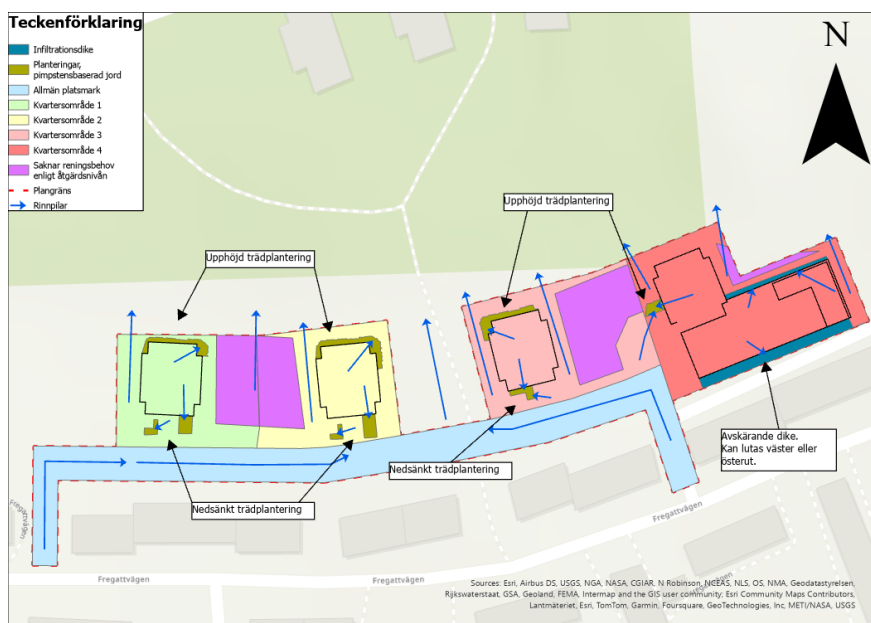 Teckenförklaring
Infiltrationsdike
Planteringar,
pimpstensbaserad jord
Allmän platsmark
Kvartersområde 1
Kvartersområde 2
Kvartersområde 3
Kvartersområde 4
Saknar reningsbehov
enligt åtgärdsnivån
Plangräns
Rinnpilar
N
Upphöjd trädplantering
Upphöjd trädplantering
Nedsänkt trädplantering
Nedsänkt trädplantering
Avskärande dike.
Kan lutas väster eller
österut.
Fregattvägen
Fregattvägen
Fregattvägen
Fregattvägen
Fregattvägen
Sources: Esri, Airbus DS, USGS, NGA, NASA, CGIAR, N Robinson, NCEAS, NLS, OS, NMA, Geodatastyrelsen,
Rijkswaterstaat, GSA, Geoland, FEMA, Intermap and the GIS user community, Esri Community Maps Contributors,
Lantmäteriet, Esri, TomTom, Garmin, Foursquare, GeoTechnologies, Inc, METI/NASA, USGS